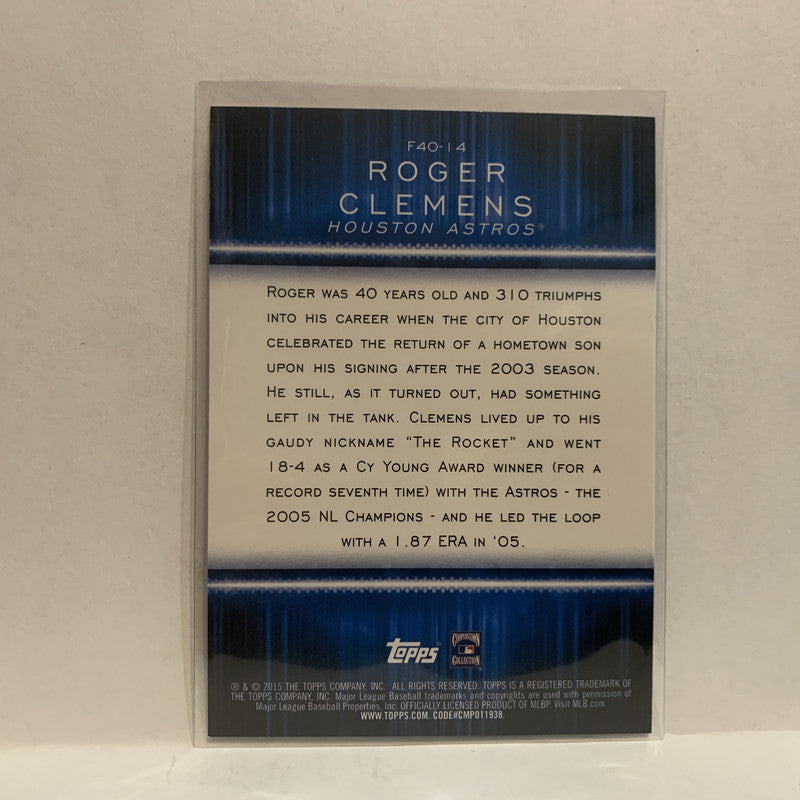 F40-14
ROGER
CLEMENS
HOUSTON ASTROS®
ROGER WAS 40 YEARS OLD AND 310 TRIUMPHS
INTO HIS CAREER WHEN THE CITY OF HOUSTON
CELEBRATED THE RETURN OF A HOMETOWN SON
UPON HIS SIGNING AFTER THE 2003 SEASON.
HE STILL, AS IT TURNED OUT, HAD SOMETHING
LEFT IN THE TANK. CLEMENS LIVED UP TO HIS
GAUDY NICKNAME “THE ROCKET” AND WENT
18-4 AS A CY YOUNG AWARD WINNER (FOR A
RECORD SEVENTH TIME) WITH THE ASTROS - THE
2005 NL CHAMPIONS - AND HE LED THE LOOP
WITH A 1.87 ERA IN ‘05.
Topps®
COOPERSTOWN
COLLECTION
® & © 2015 THE TOPPS COMPANY, INC. ALL RIGHTS RESERVED. TOPPS IS A REGISTERED TRADEMARK OF
THE TOPPS COMPANY, INC. Major League Baseball trademarks and copyrights are used with permission of
Major League Baseball Properties, Inc. OFFICIALLY LICENSED PRODUCT OF MLBP. Visit MLB.com
WWW.TOPPS.COM. CODE#CMP011938.